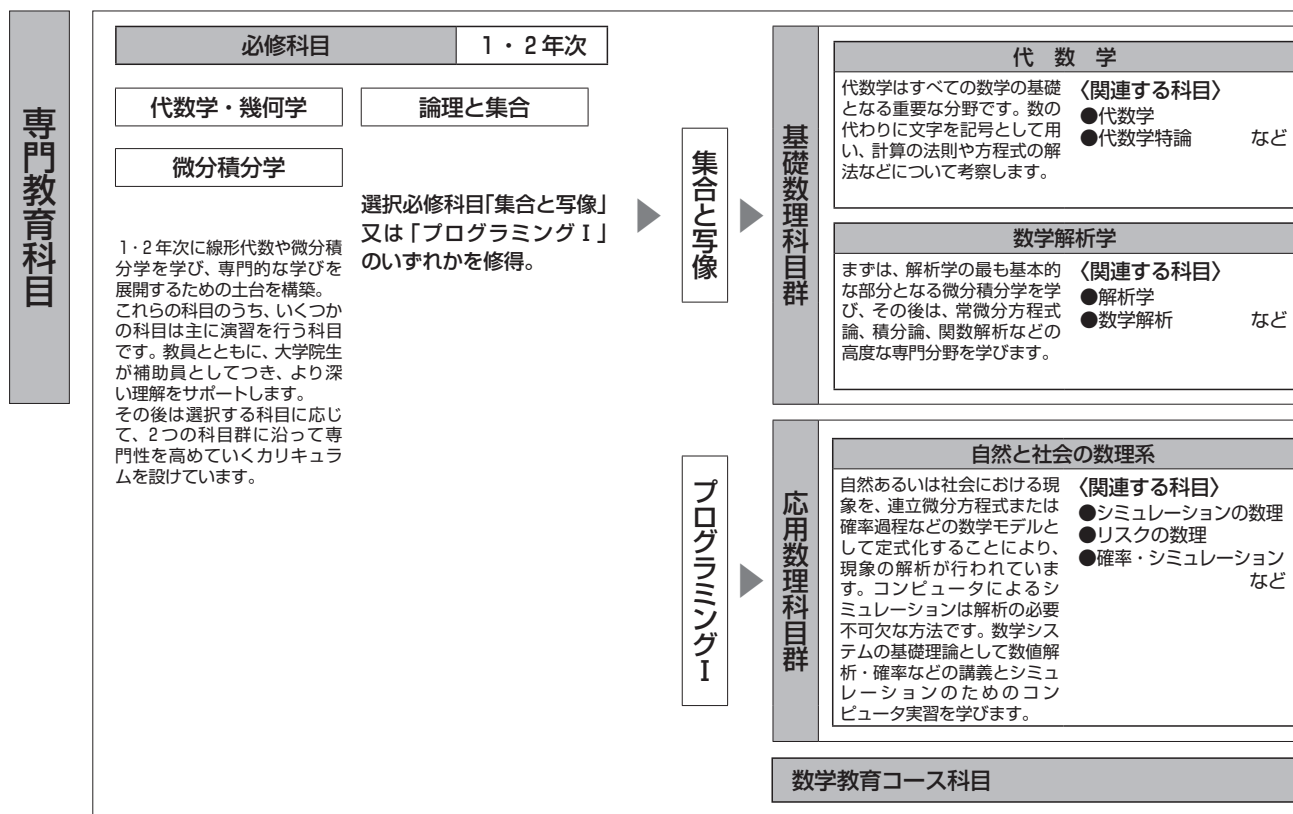 専門教育科目
必修科目
1・2年次
代数学・幾何学
論理と集合
微分積分学
1・2年次に線形代数や微分積
分学を学び、専門的な学びを
展開するための土台を構築。
これらの科目のうち、いくつか
の科目は主に演習を行う科目
です。教員とともに、大学院生
が補助員としてつき、より深
い理解をサポートします。
その後は選択する科目に応じ
て、2つの科目群に沿って専
門性を高めていくカリキュラ
ムを設けています。
選択必修科目「集合と写像」
又は「プログラミングⅠ」
のいずれかを修得。
集合と写像
基礎数理科目群
代数学
代数学はすべての数学の基礎
となる重要な分野です。数の
代わりに文字を記号として用
い、計算の法則や方程式の解
法などについて考察します。
〈関連する科目〉
●代数学
●代数学特論 など
数学解析学
まずは、解析学の最も基本的
な部分となる微分積分学を学
び、その後は、常微分方程式
論、積分論、関数解析などの
高度な専門分野を学びます。
〈関連する科目〉
●解析学
●数学解析 など
プログラミングⅠ
応用数理科目群
自然と社会の数理系
自然あるいは社会における現
象を、連立微分方程式または
確率過程などの数学モデルと
して定式化することにより、
現象の解析が行われていま
す。コンピュータによるシ
ミュレーションは解析の必要
不可欠な方法です。数学シス
テムの基礎理論として数値解
析・確率などの講義とシミュ
レーションのためのコン
ピュータ実習を学びます。
〈関連する科目〉
●シミュレーションの数理
●リスクの数理
●確率・シミュレーション
など
数学教育コース科目